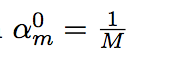 . α_m^0 = 1/M